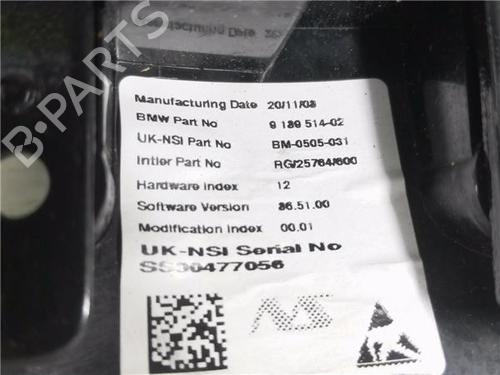 Manufacturing Date 20/11/08
BMW Part No 9 189 514-02
UK-NSI Part No BM-0505-031
Intier Part No RG/25764/600
Hardware Index 12
Software Version 86.51.00
Modification Index 00.01
UK-NSI Serial No
SS00477056
NS
B-Parts